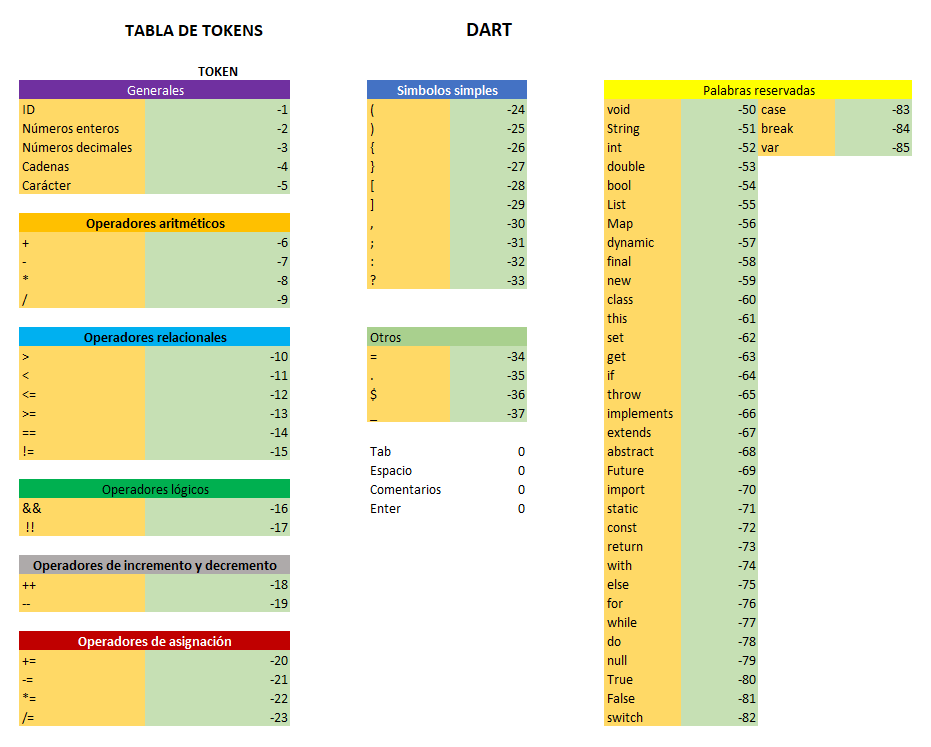 TABLA DE TOKENS
DART
TOKEN
Generales
ID -1
Números enteros -2
Números decimales -3
Cadenas -4
Carácter -5
Operadores aritméticos
+ -6
- -7
* -8
/ -9
Operadores relacionales
> -10
< -11
<= -12
>= -13
== -14
!= -15
Operadores lógicos
&& -16
!! -17
Operadores de incremento y decremento
++ -18
-- -19
Operadores de asignación
+= -20
-= -21
*= -22
/= -23
Simbolos simples
( -24
) -25
{ -26
} -27
[ -28
] -29
, -30
; -31
: -32
? -33
Otros
= -34
. -35
$ -36
_ -37
Tab 0
Espacio 0
Comentarios 0
Enter 0
Palabras reservadas
void -50 case -83
String -51 break -84
int -52 var -85
double -53
bool -54
List -55
Map -56
dynamic -57
final -58
new -59
class -60
this -61
set -62
get -63
if -64
throw -65
implements -66
extends -67
abstract -68
Future -69
import -70
static -71
const -72
return -73
with -74
else -75
for -76
while -77
do -78
null -79
True -80
False -81
switch -82